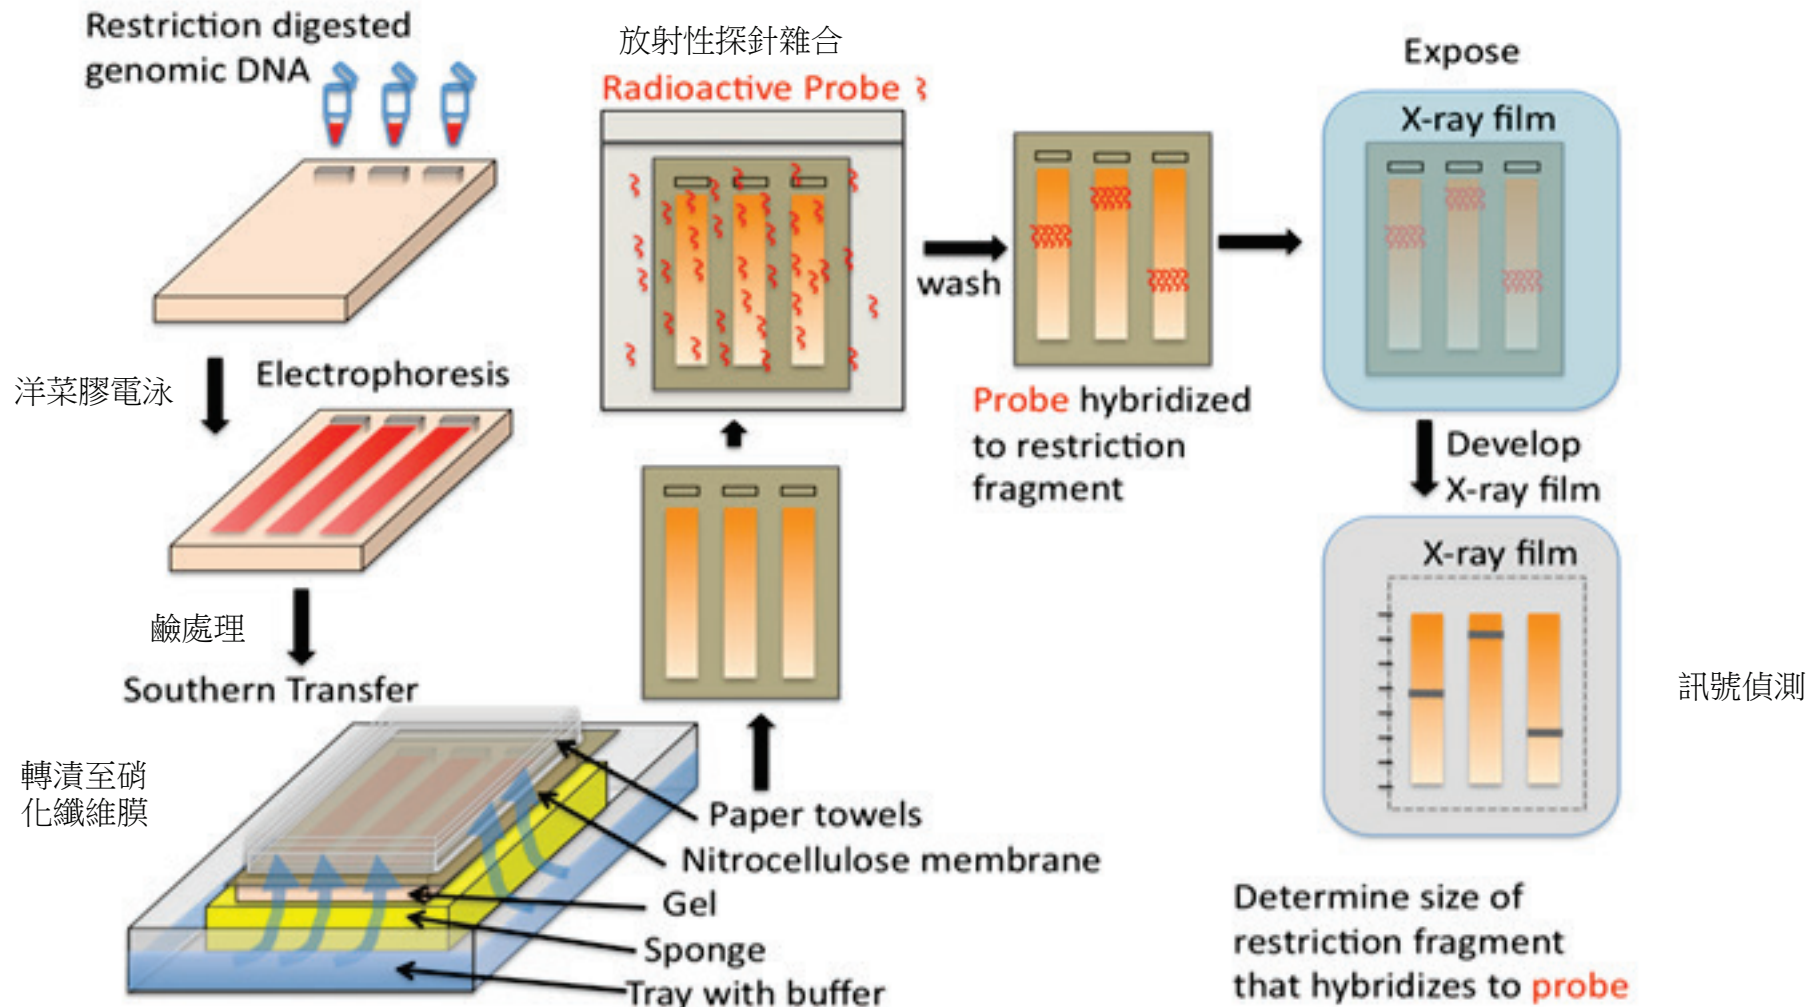 Restriction digested
genomic DNA
洋菜膠電泳
Electrophoresis
鹼處理
Southern Transfer
轉漬至硝
化纖維膜
Paper towels
Nitrocellulose membrane
Gel
Sponge
Tray with buffer
放射性探針雜合
Radioactive Probe
wash
Probe hybridized
to restriction
fragment
Expose
X-ray film
Develop
X-ray film
X-ray film
訊號偵測
Determine size of
restriction fragment
that hybridizes to probe